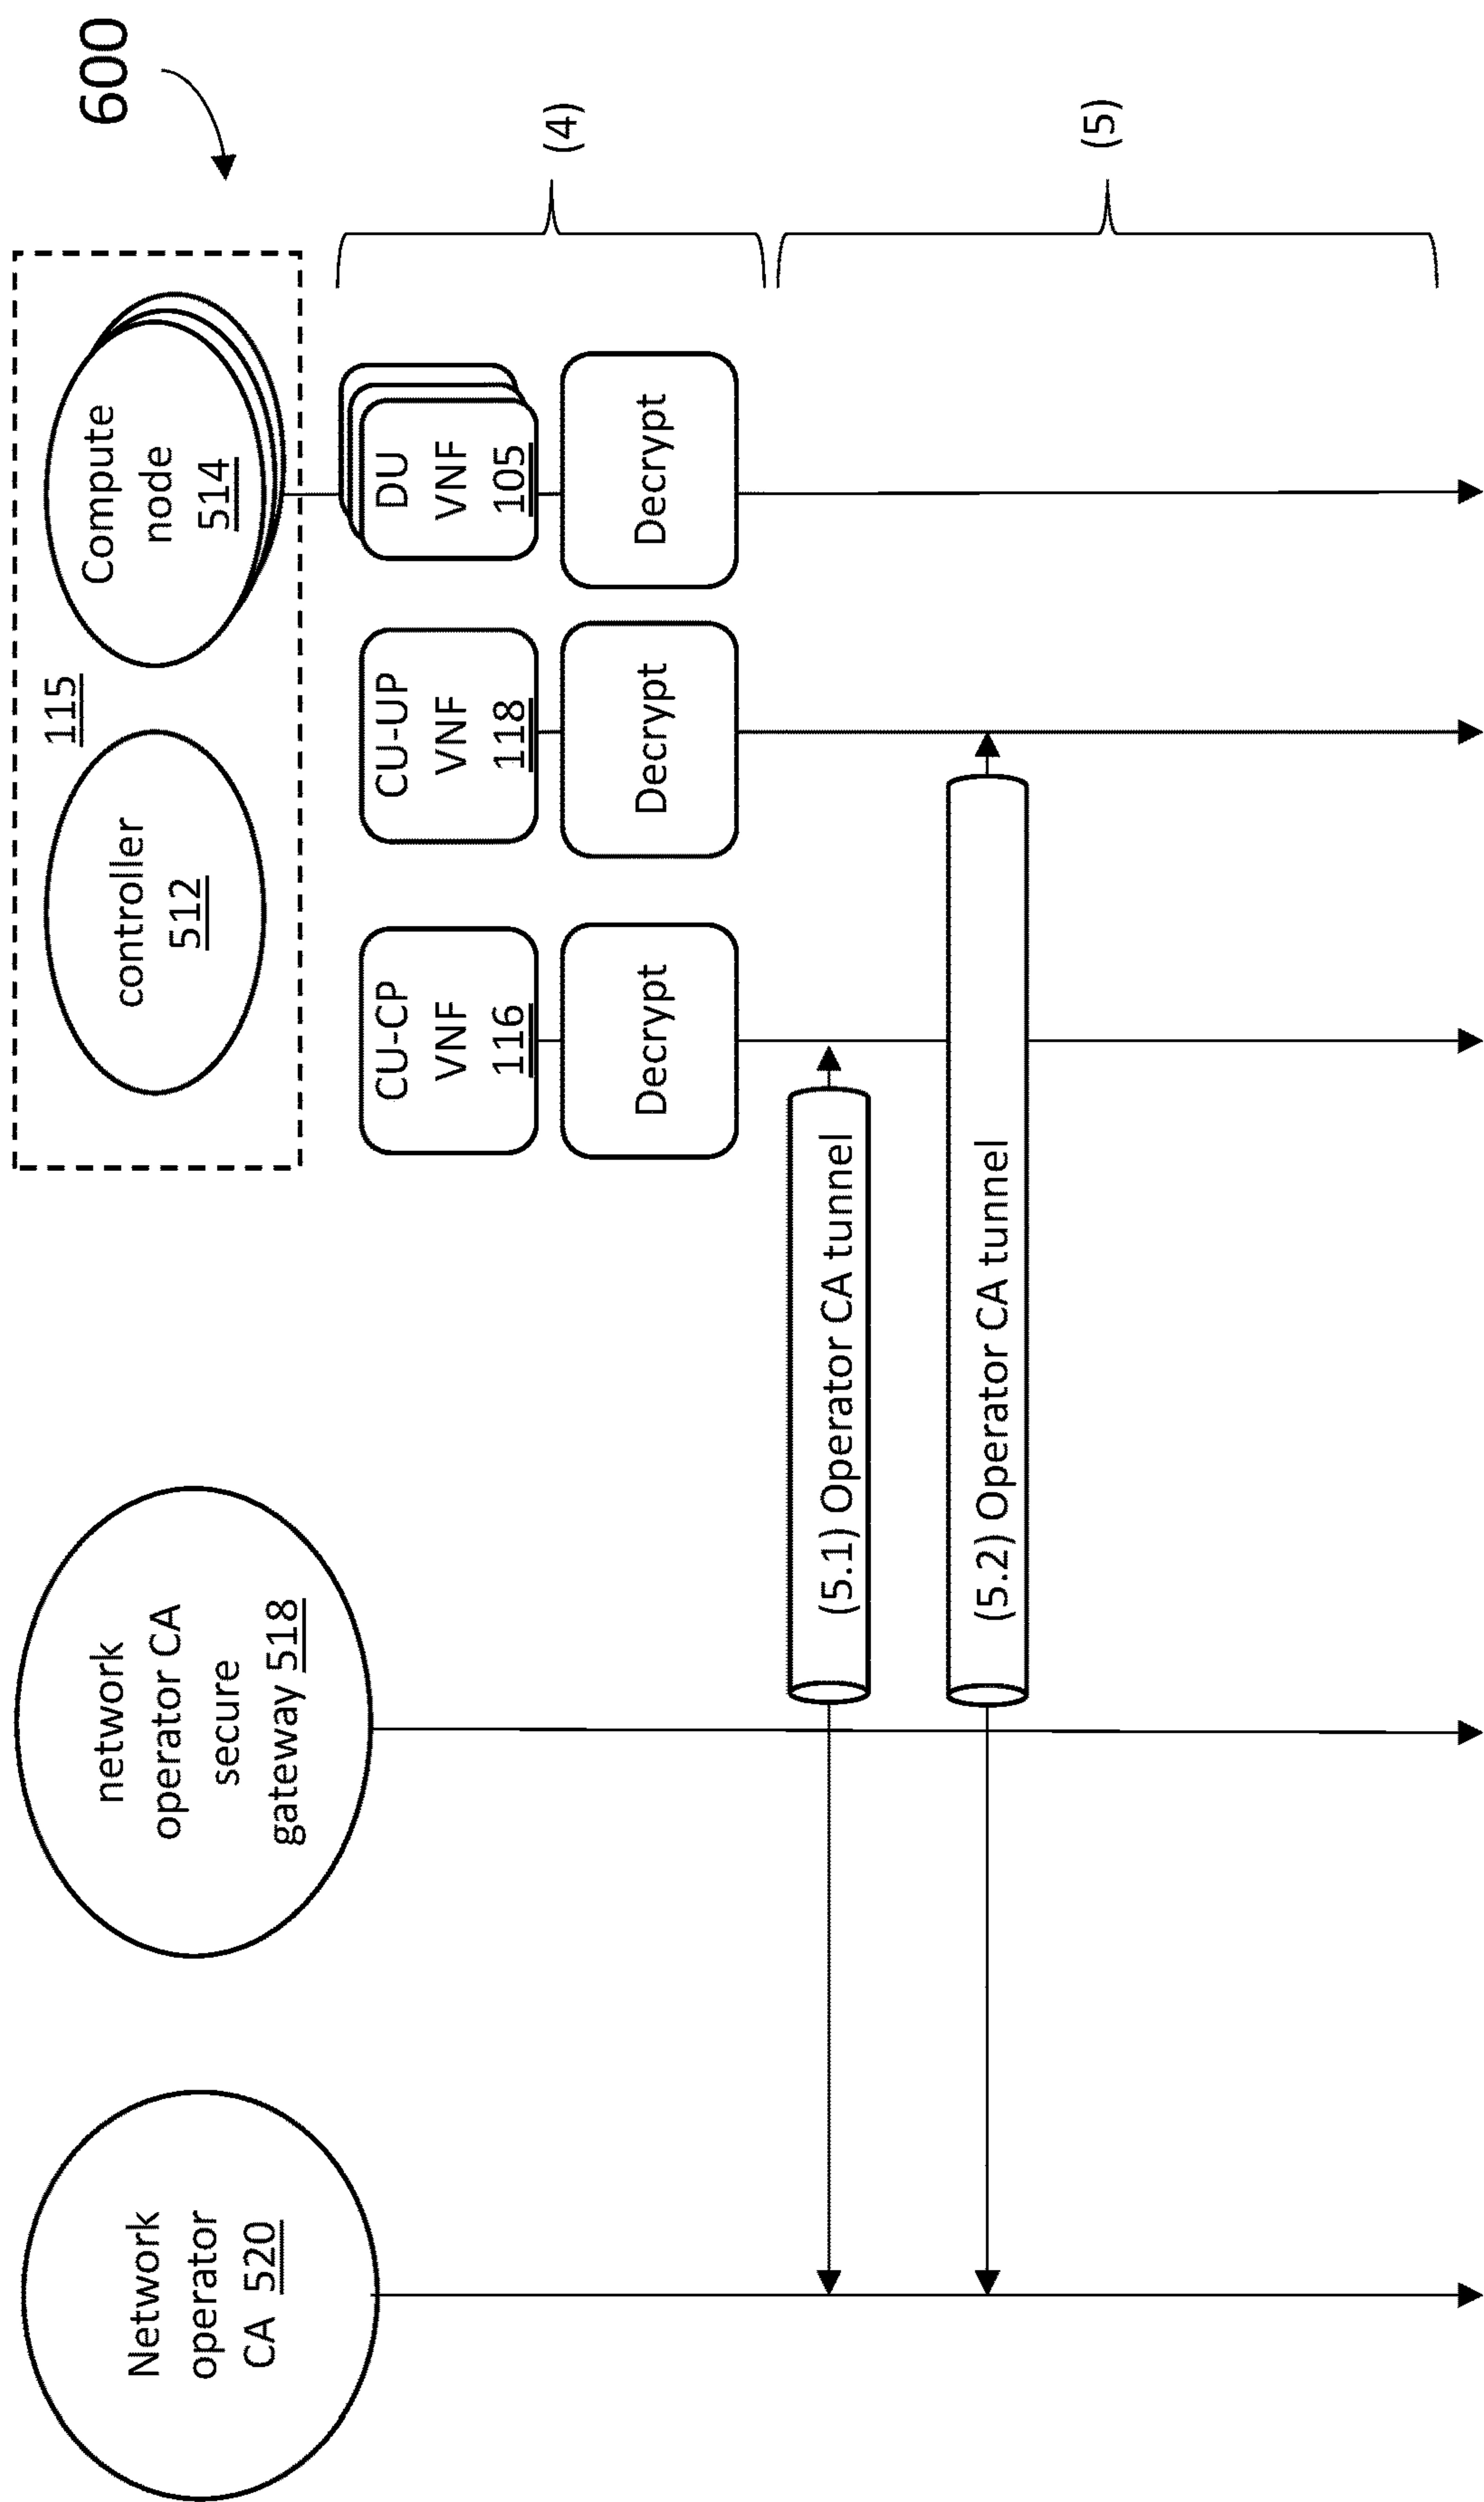 600
Network
operator
CA 520
network
operator CA
secure
gateway 518
115
controller
512
Compute
node
514
CU-CP
VNF
116
CU-UP
VNF
118
DU
VNF
105
Decrypt
Decrypt
Decrypt
(4)
(5.1) Operator CA tunnel
(5.2) Operator CA tunnel
(5)